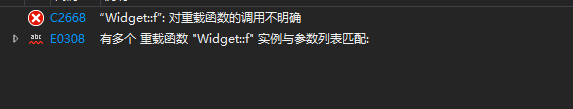 C2668 “Widget::f”: 对重载函数的调用不明确
abc E0308 有多个 重载函数 "Widget::f" 实例与参数列表匹配: